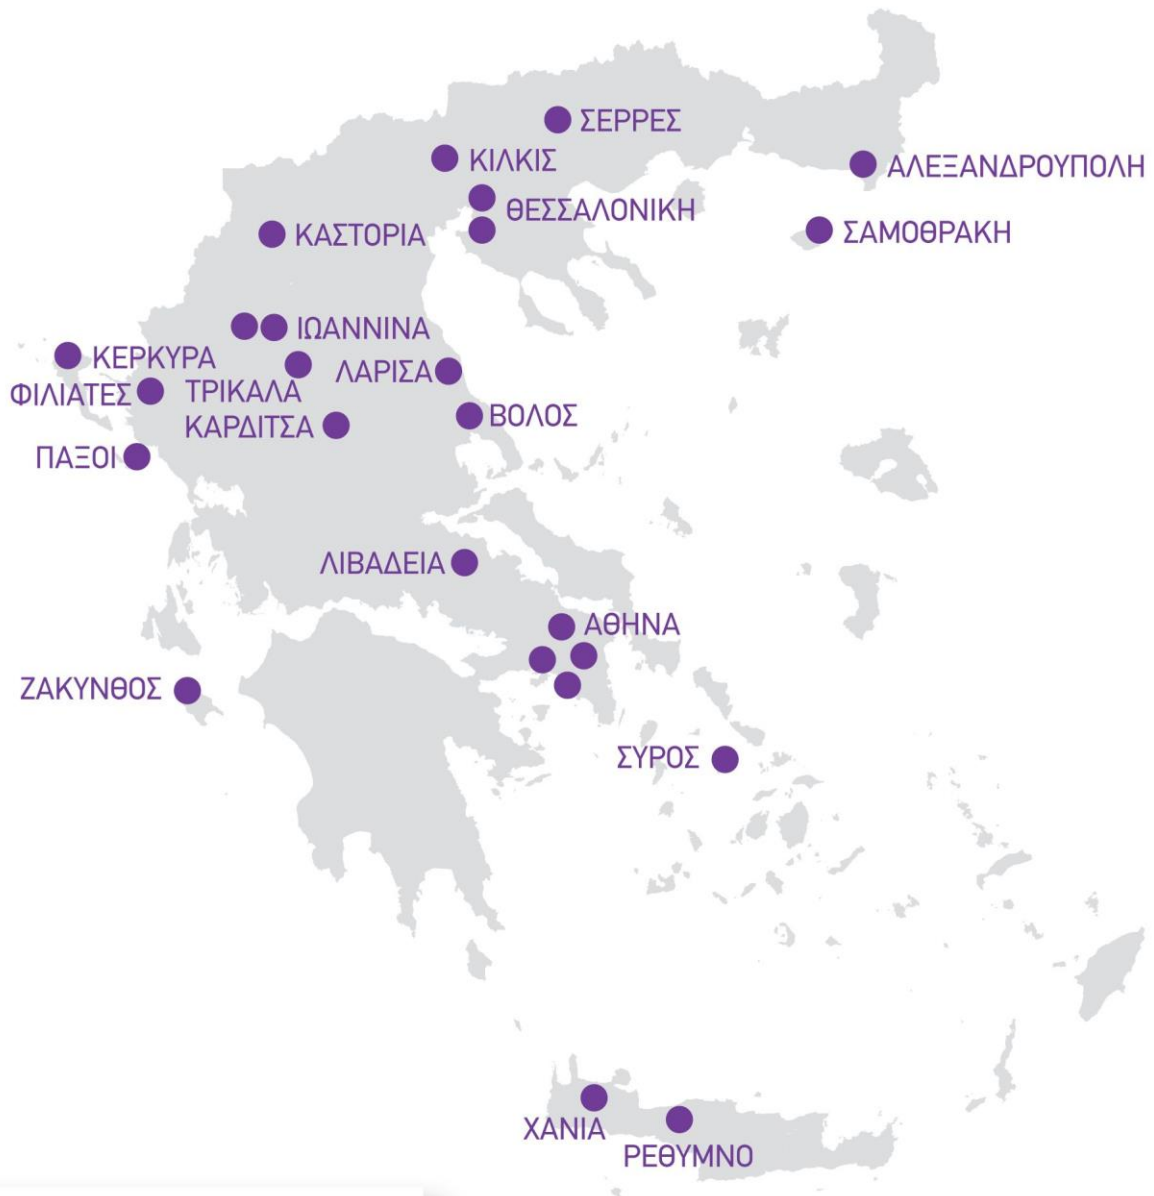 ΣΕΡΡΕΣ
ΚΙΛΚΙΣ
ΑΛΕΞΑΝΔΡΟΥΠΟΛΗ
ΘΕΣΣΑΛΟΝΙΚΗ
ΚΑΣΤΟΡΙΑ
ΣΑΜΟΘΡΑΚΗ
ΙΩΑΝΝΙΝΑ
ΚΕΡΚΥΡΑ
ΛΑΡΙΣΑ
ΦΙΛΙΑΤΕΣ
ΤΡΙΚΑΛΑ
ΒΟΛΟΣ
ΚΑΡΔΙΤΣΑ
ΠΑΞΟΙ
ΛΙΒΑΔΕΙΑ
ΑΘΗΝΑ
ΖΑΚΥΝΘΟΣ
ΣΥΡΟΣ
ΧΑΝΙΑ
ΡΕΘΥΜΝΟ